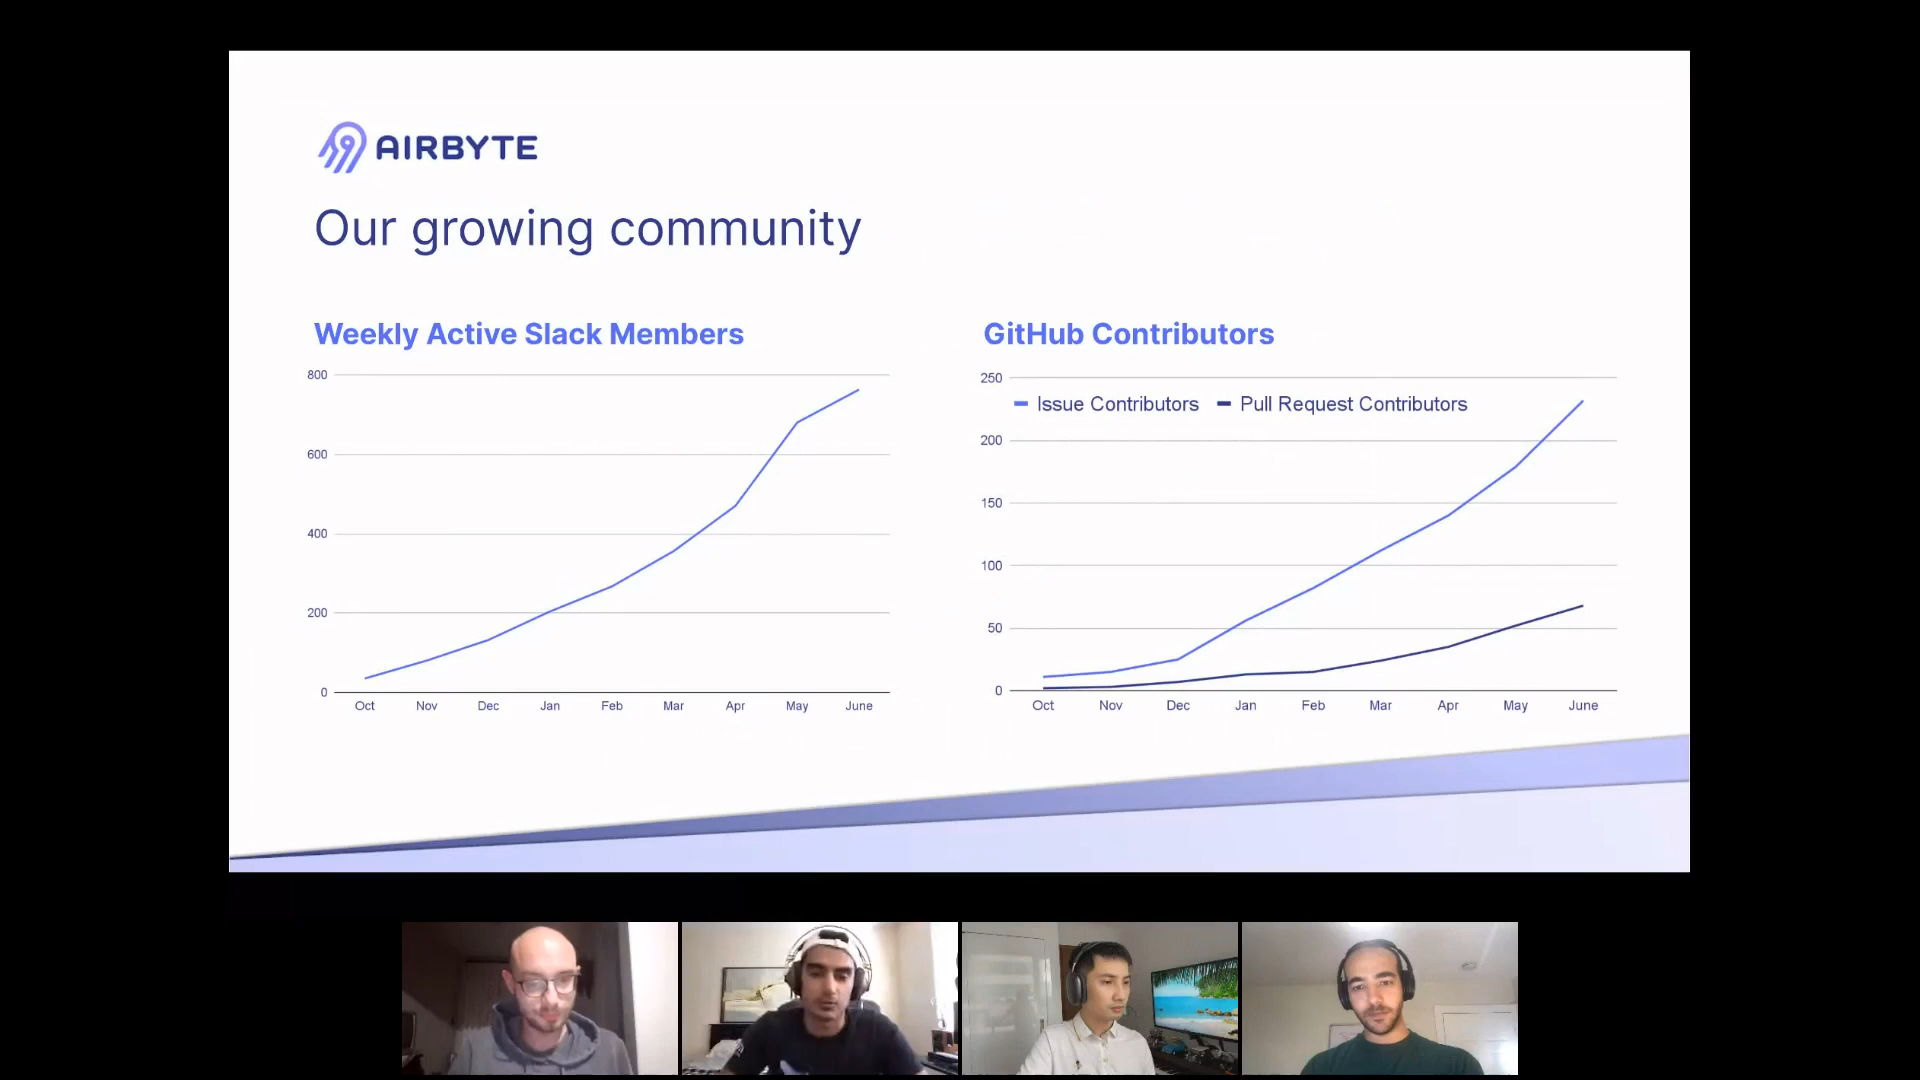 AIRBYTE
Our growing community
Weekly Active Slack Members
800
600
400
200
0
Oct Nov Dec Jan Feb Mar Apr May June
GitHub Contributors
250
Issue Contributors Pull Request Contributors
200
150
100
50
0
Oct Nov Dec Jan Feb Mar Apr May June